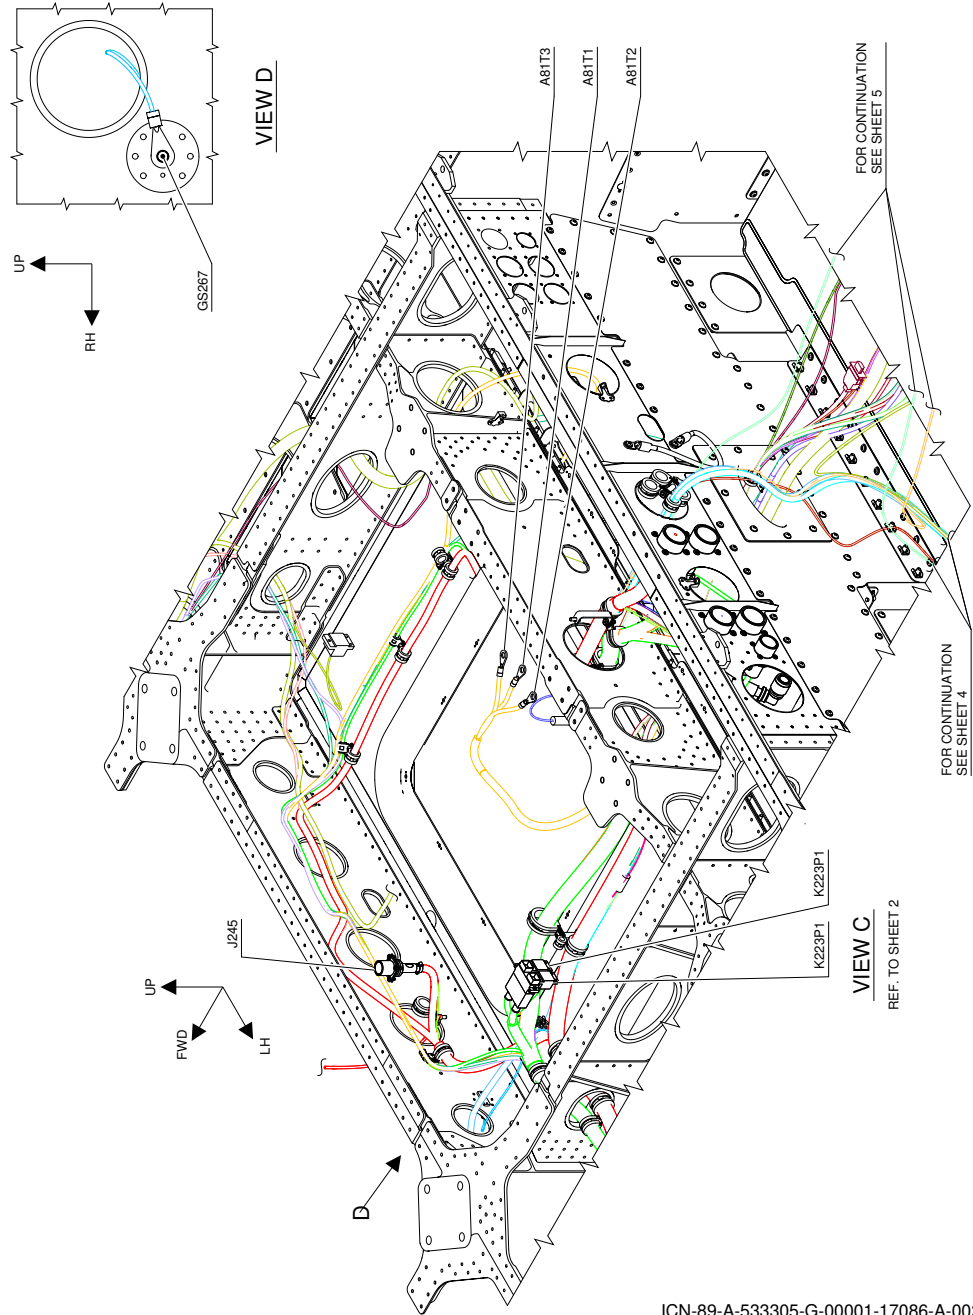 UP
RH
GS267
VIEW D
A81T3
A81T1
A81T2
FOR CONTINUATION
SEE SHEET 5
UP
FWD
LH
J245
D
K223P1
K223P1
VIEW C
REF. TO SHEET 2
FOR CONTINUATION
SEE SHEET 4